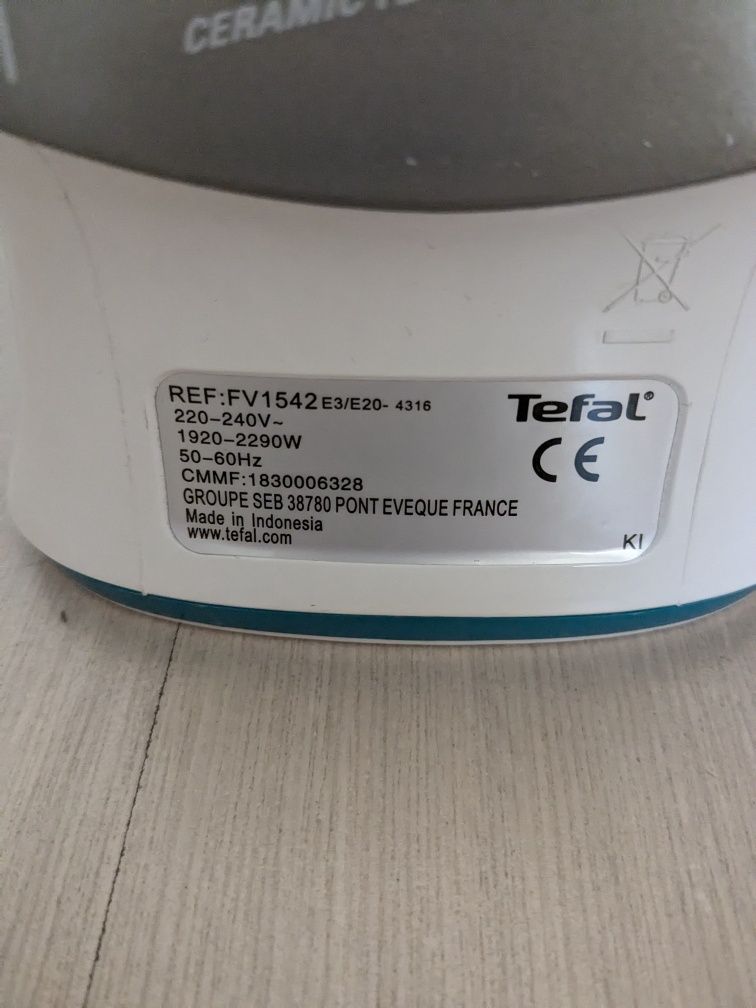 CERAMIC
REF:FV1542 E3/E20- 4316
220-240V~
1920-2290W
50-60Hz
CMMF:1830006328
GROUPE SEB 38780 PONT EVEQUE FRANCE
Made in Indonesia
www.tefal.com
Tefal®
CE
KI